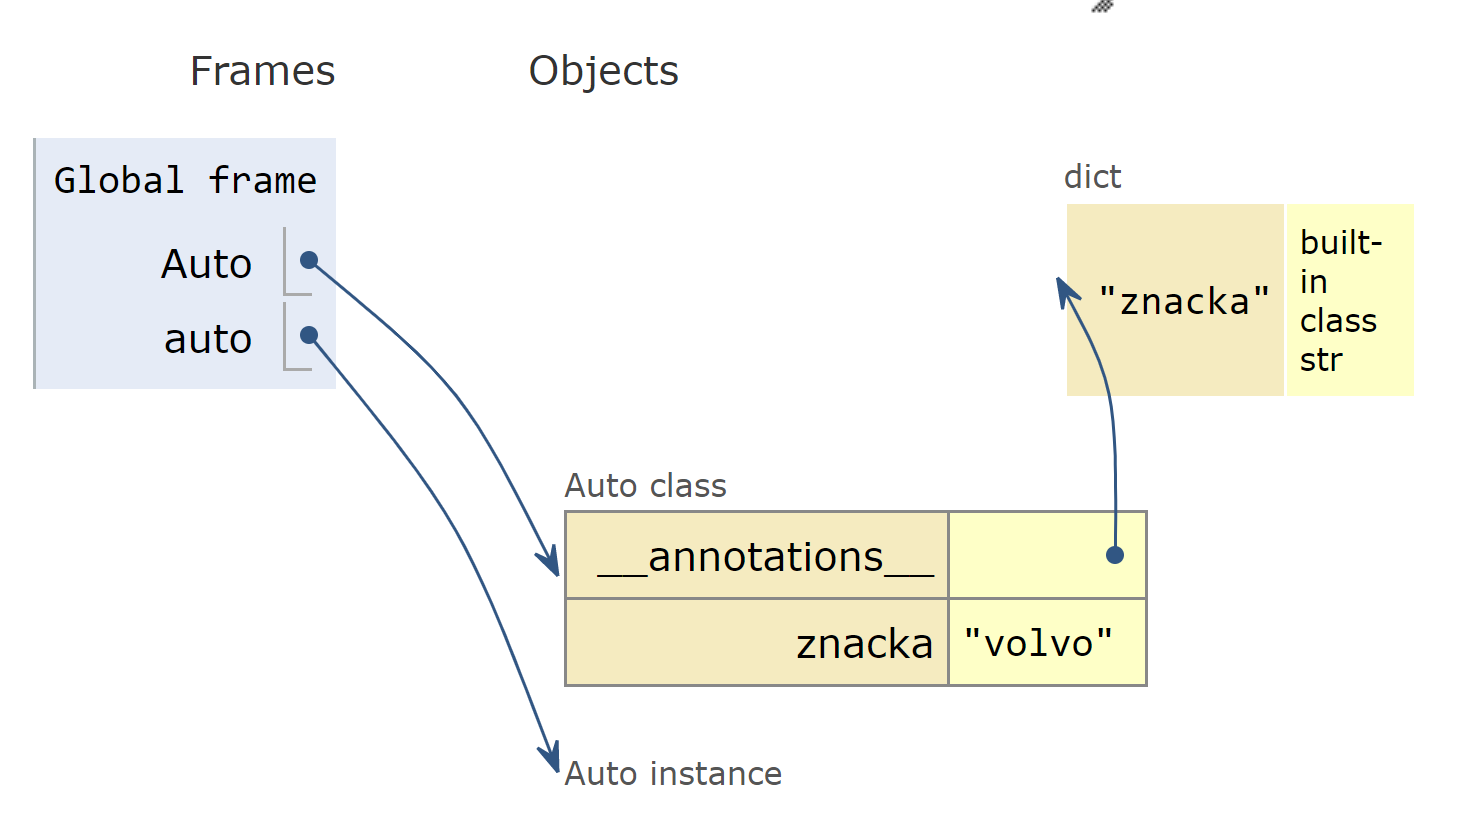 Frames
Objects
Global frame
Auto
auto
dict
"znacka"
built-
in
class
str
Auto class
__annotations__
znacka
"volvo"
Auto instance